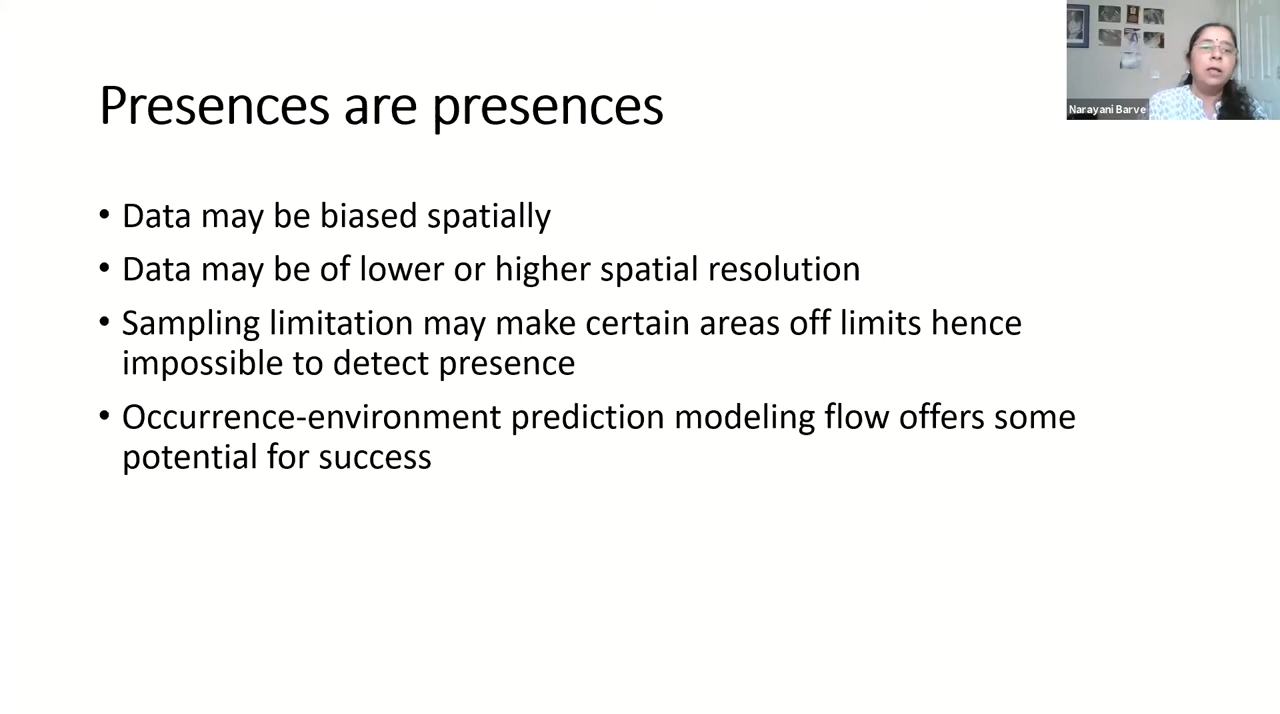 Presences are presences
Narayani Barve
• Data may be biased spatially
• Data may be of lower or higher spatial resolution
• Sampling limitation may make certain areas off limits hence
impossible to detect presence
• Occurrence-environment prediction modeling flow offers some
potential for success